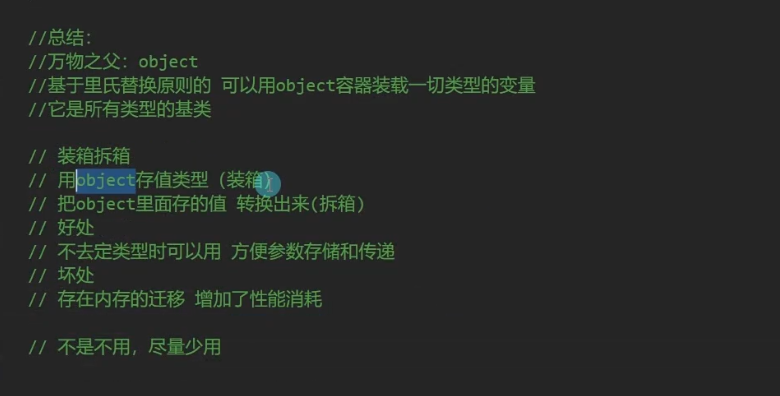 //总结:
//万物之父: object
//基于里氏替换原则的 可以用object容器装载一切类型的变量
//它是所有类型的基类
// 装箱拆箱
// 用object存值类型 (装箱)
// 把object里面存的值 转换出来(拆箱)
// 好处
// 不去定类型时可以用 方便参数存储和传递
// 坏处
// 存在内存的迁移 增加了性能消耗
// 不是不用，尽量少用